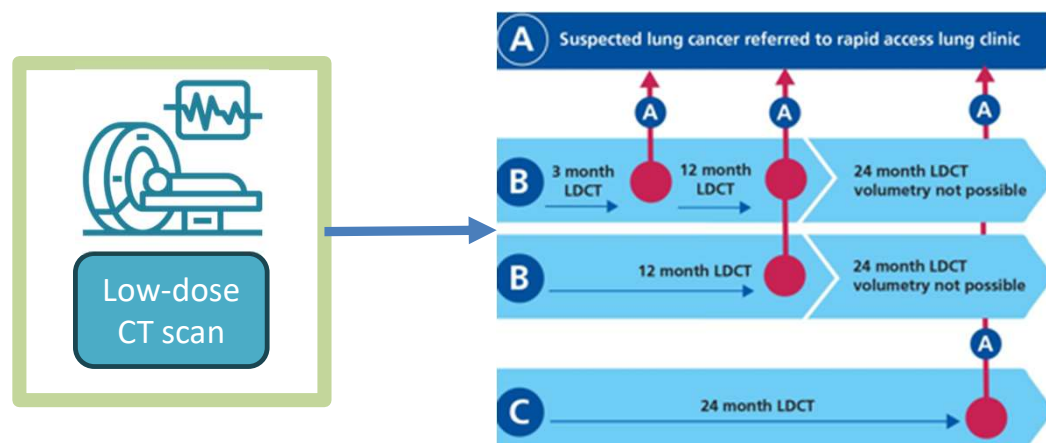 Low-dose
CT scan
A Suspected lung cancer referred to rapid access lung clinic
A
A
A
B
3 month
LDCT
12 month
LDCT
24 month LDCT
volumetry not possible
B
12 month LDCT
24 month LDCT
volumetry not possible
A
C
24 month LDCT